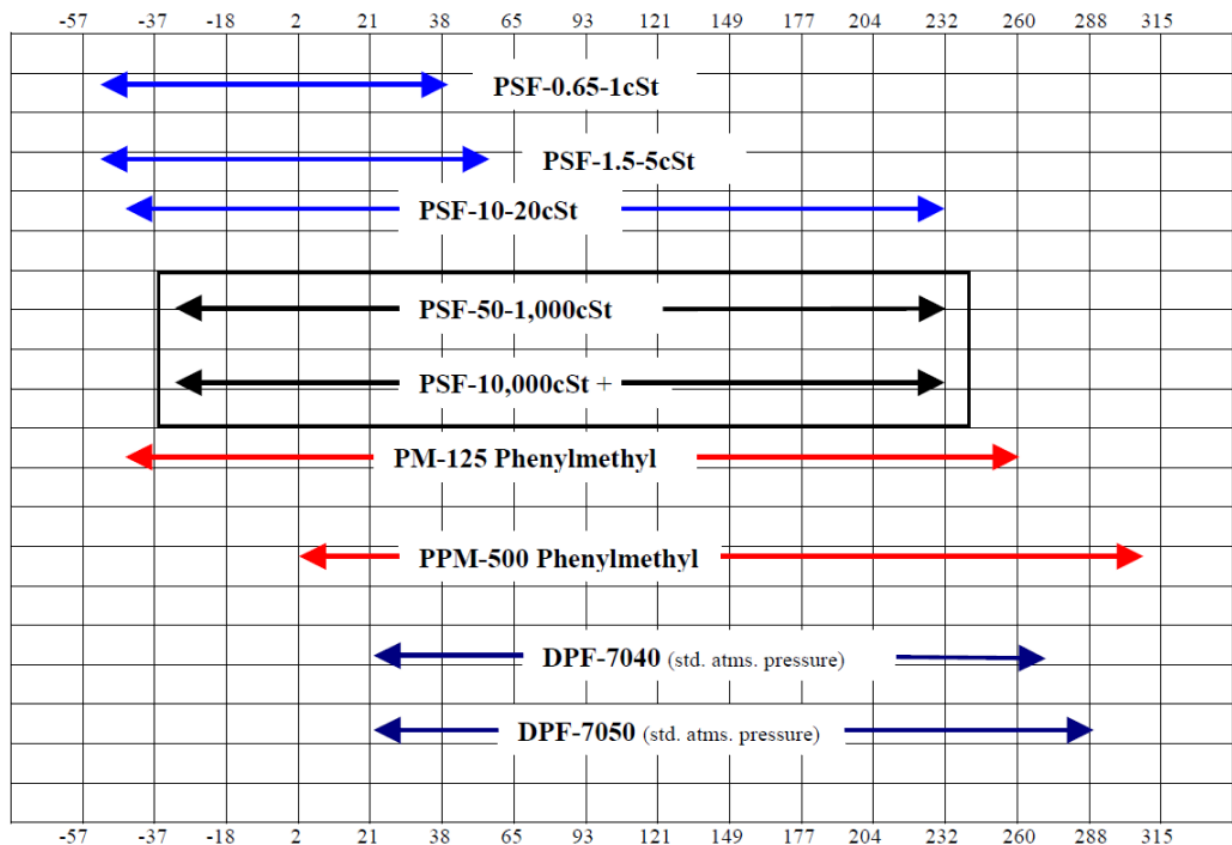 -57 -37 -18 2 21 38 65 93 121 149 177 204 232 260 288 315
PSF-0.65-1cSt
PSF-1.5-5cSt
PSF-10-20cSt
PSF-50-1,000cSt
PSF-10,000cSt +
PM-125 Phenylmethyl
PPM-500 Phenylmethyl
DPF-7040 (std. atms. pressure)
DPF-7050 (std. atms. pressure)
-57 -37 -18 2 21 38 65 93 121 149 177 204 232 260 288 315